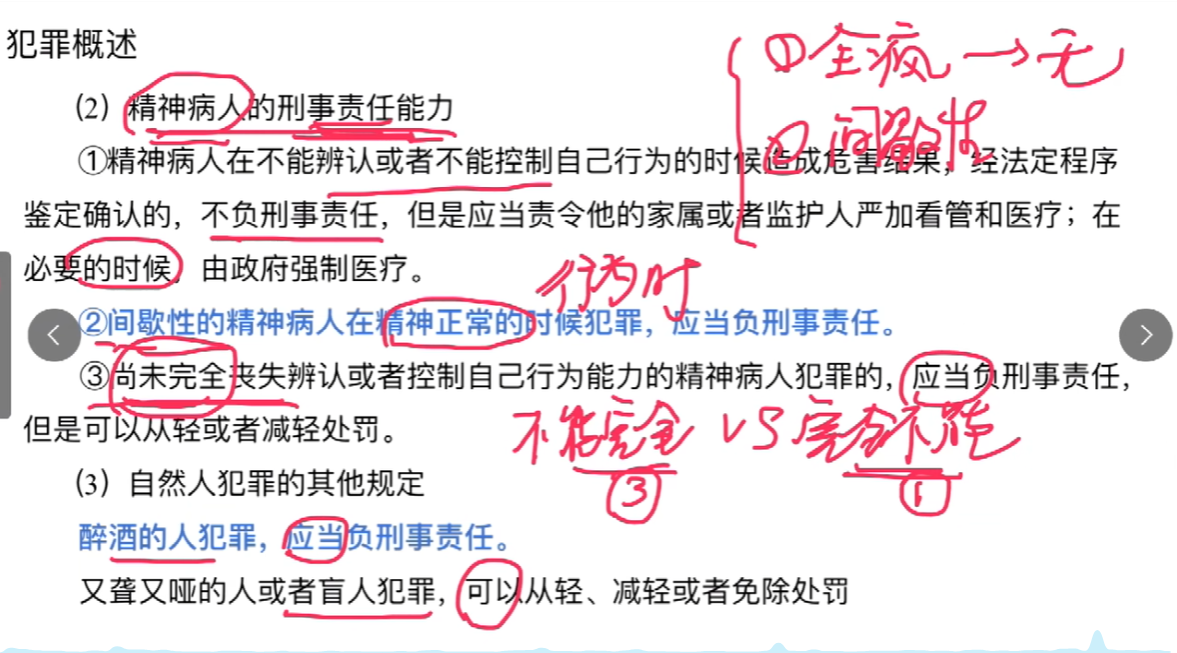 犯罪概述
①全疯→无
(2) 精神病人的刑事责任能力
②间歇性
①精神病人在不能辨认或者不能控制自己行为的时候造成危害结果，经法定程序
鉴定确认的，不负刑事责任，但是应当责令他的家属或者监护人严加看管和医疗；在
必要的时候，由政府强制医疗。
行为时
②间歇性的精神病人在精神正常的时候犯罪，应当负刑事责任。
③尚未完全丧失辨认或者控制自己行为能力的精神病人犯罪的，应当负刑事责任，
但是可以从轻或者减轻处罚。
不能完全 VS 完全不能
③ ①
(3) 自然人犯罪的其他规定
醉酒的人犯罪，应当负刑事责任。
又聋又哑的人或者盲人犯罪，可以从轻、减轻或者免除处罚